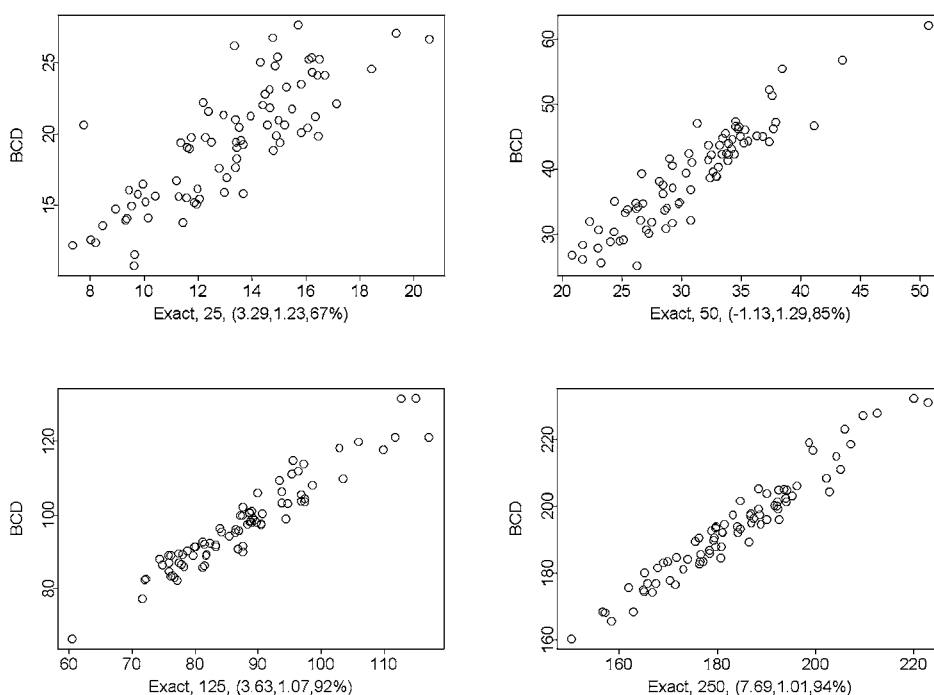 25
20
15
BCD
8 10 12 14 16 18 20
Exact, 25, (3.29,1.23,67%)
60
50
40
30
BCD
20 25 30 35 40 45 50
Exact, 50, (-1.13,1.29,85%)
120
100
80
BCD
60 70 80 90 100 110
Exact, 125, (3.63,1.07,92%)
220
200
180
160
BCD
160 180 200 220
Exact, 250, (7.69,1.01,94%)